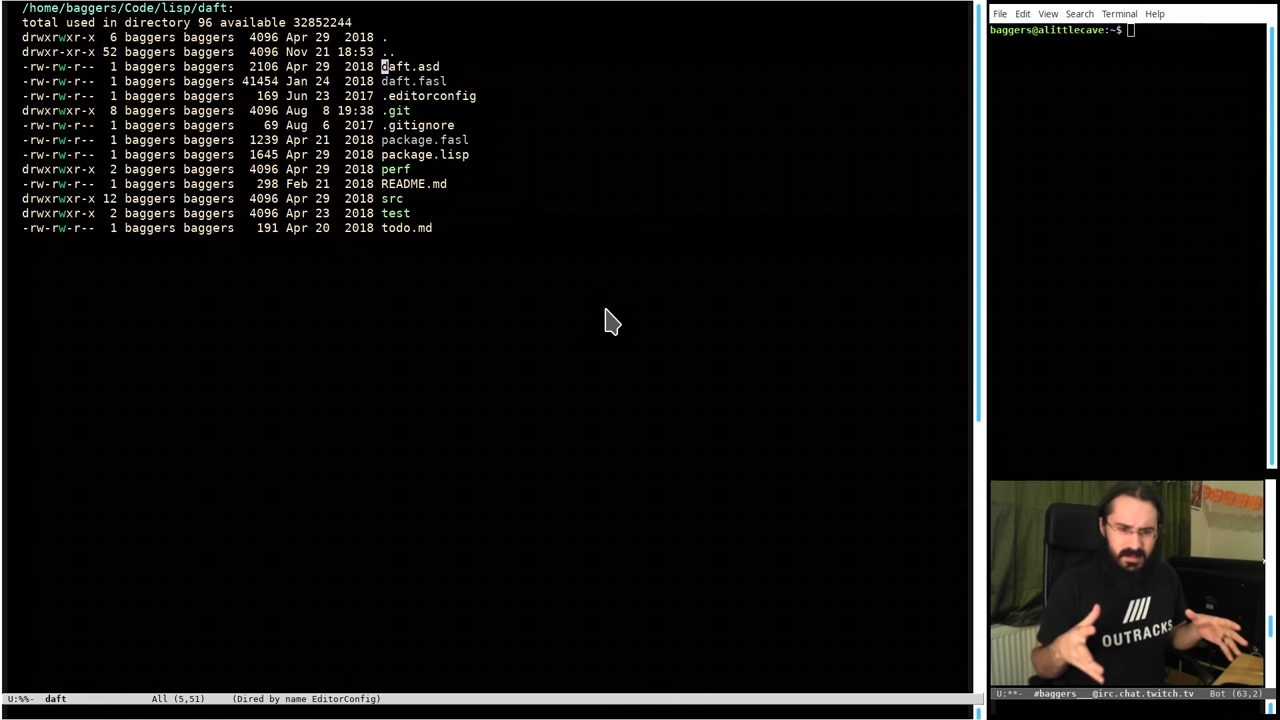 /home/baggers/Code/lisp/daft:
total used in directory 96 available 32852244
drwxrwxr-x  6 baggers baggers  4096 Apr 29  2018 .
drwxr-xr-x 52 baggers baggers  4096 Nov 21 18:53 ..
-rw-rw-r--  1 baggers baggers  2106 Apr 29  2018 daft.asd
-rw-rw-r--  1 baggers baggers 41454 Jan 24  2018 daft.fasl
-rw-rw-r--  1 baggers baggers   169 Jun 23  2017 .editorconfig
drwxrwxr-x  8 baggers baggers  4096 Aug  8 19:38 .git
-rw-rw-r--  1 baggers baggers    69 Aug  6  2017 .gitignore
-rw-rw-r--  1 baggers baggers  1239 Apr 21  2018 package.fasl
-rw-rw-r--  1 baggers baggers  1645 Apr 29  2018 package.lisp
drwxrwxr-x  2 baggers baggers  4096 Apr 29  2018 perf
-rw-rw-r--  1 baggers baggers   298 Feb 21  2018 README.md
drwxrwxr-x 12 baggers baggers  4096 Apr 29  2018 src
drwxrwxr-x  2 baggers baggers  4096 Apr 23  2018 test
-rw-rw-r--  1 baggers baggers   191 Apr 20  2018 todo.md
U:%%-  daft   All (5,51)   (Dired by name EditorConfig)
File Edit View Search Terminal Help
baggers@alittlecave:~$
OUTRACKS
U:**-  #baggers___@irc.chat.twitch.tv   Bot (63,2)